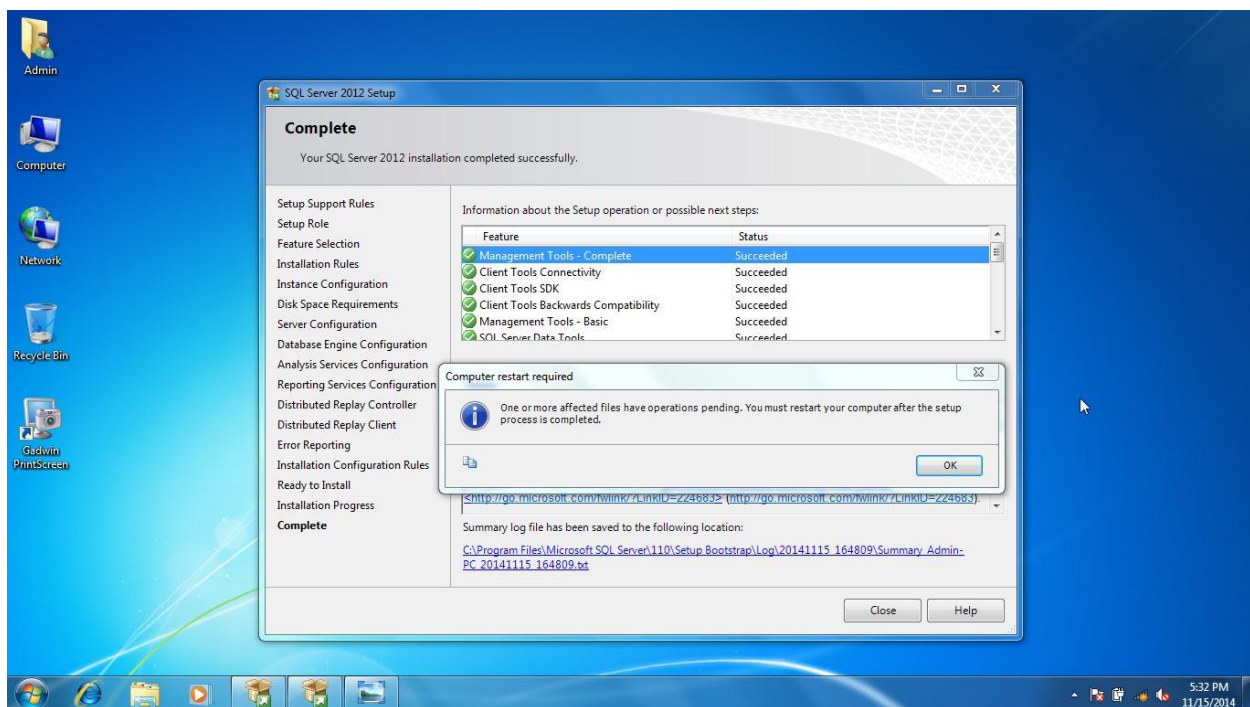 Admin
Computer
Network
Recycle Bin
Gadwin
PrintScreen
SQL Server 2012 Setup
Complete
Your SQL Server 2012 installation completed successfully.
Setup Support Rules
Setup Role
Feature Selection
Installation Rules
Instance Configuration
Disk Space Requirements
Server Configuration
Database Engine Configuration
Analysis Services Configuration
Reporting Services Configuration
Distributed Replay Controller
Distributed Replay Client
Error Reporting
Installation Configuration Rules
Ready to Install
Installation Progress
Complete
Information about the Setup operation or possible next steps:
Feature Status
Management Tools - Complete Succeeded
Client Tools Connectivity Succeeded
Client Tools SDK Succeeded
Client Tools Backwards Compatibility Succeeded
Management Tools - Basic Succeeded
SQL Server Data Tools Succeeded
Computer restart required
One or more affected files have operations pending. You must restart your computer after the setup
process is completed.
OK
<http://go.microsoft.com/fwlink/?LinkID=224683> (http://go.microsoft.com/fwlink/?LinkID=224683).
Summary log file has been saved to the following location:
C:\Program Files\Microsoft SQL Server\110\Setup Bootstrap\Log\20141115_164809\Summary_Admin-
PC_20141115_164809.txt
Close Help
5:32 PM
11/15/2014